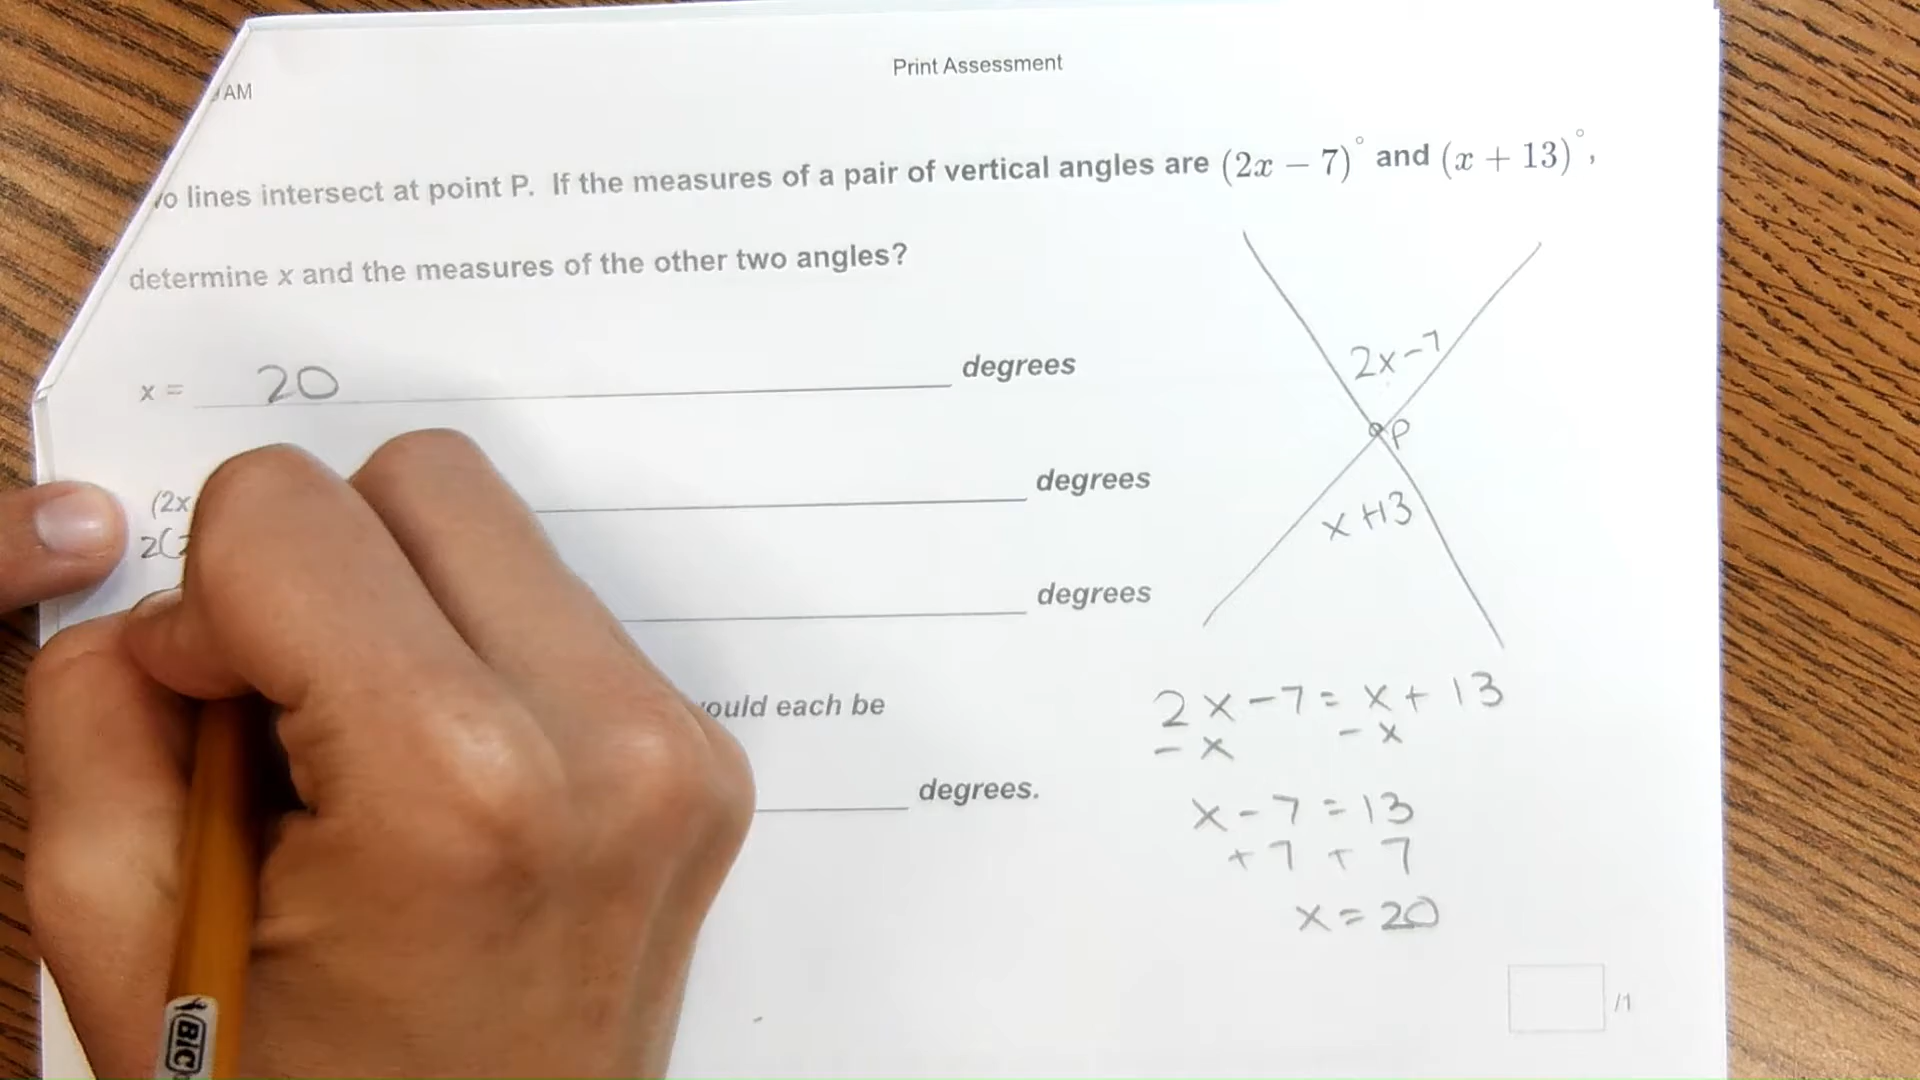 AM
Print Assessment
lines intersect at point P. If the measures of a pair of vertical angles are (2x − 7)° and (x + 13)°,
determine x and the measures of the other two angles?
x = 20 degrees
(2x degrees
2(
degrees
each be
degrees.
2x-7
P
x+13
2x-7=x+13
-x -x
x-7=13
+7 +7
x=20
/1
BIC